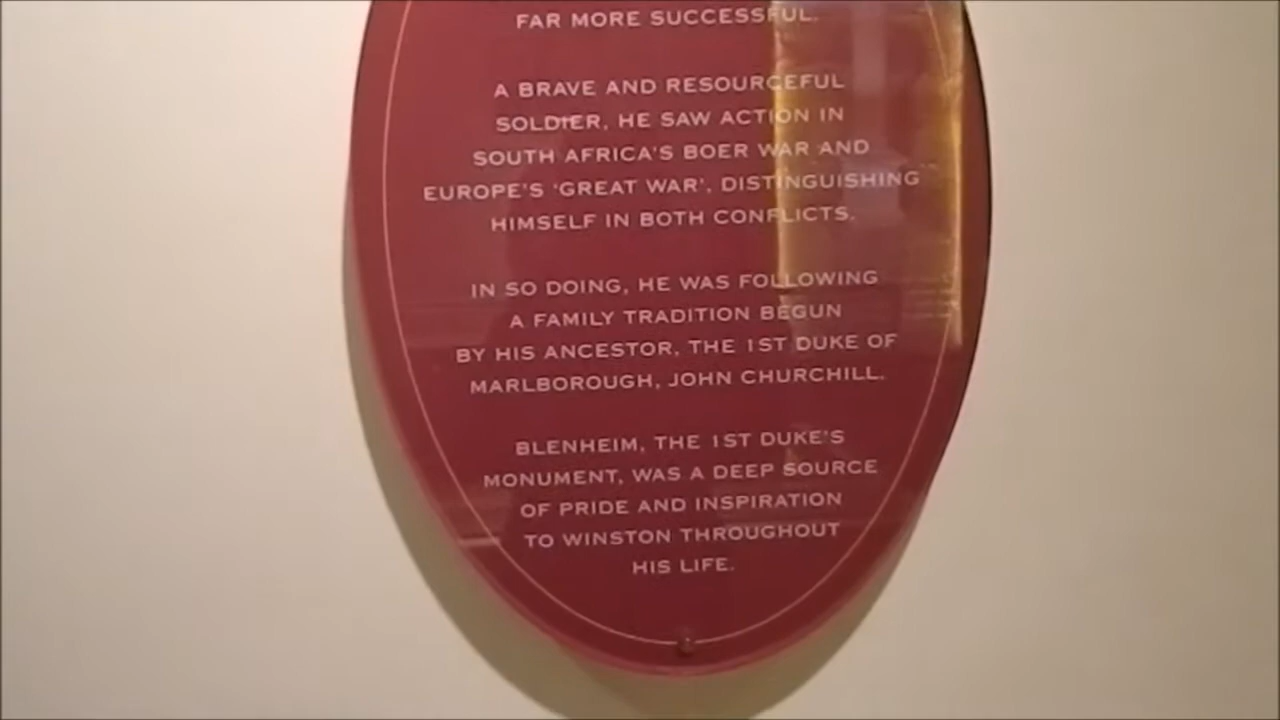 FAR MORE SUCCESSFUL.
A BRAVE AND RESOURCEFUL
SOLDIER, HE SAW ACTION IN
SOUTH AFRICA'S BOER WAR AND
EUROPE'S 'GREAT WAR', DISTINGUISHING
HIMSELF IN BOTH CONFLICTS.
IN SO DOING, HE WAS FOLLOWING
A FAMILY TRADITION BEGUN
BY HIS ANCESTOR, THE 1ST DUKE OF
MARLBOROUGH, JOHN CHURCHILL.
BLENHEIM, THE 1ST DUKE'S
MONUMENT, WAS A DEEP SOURCE
OF PRIDE AND INSPIRATION
TO WINSTON THROUGHOUT
HIS LIFE.